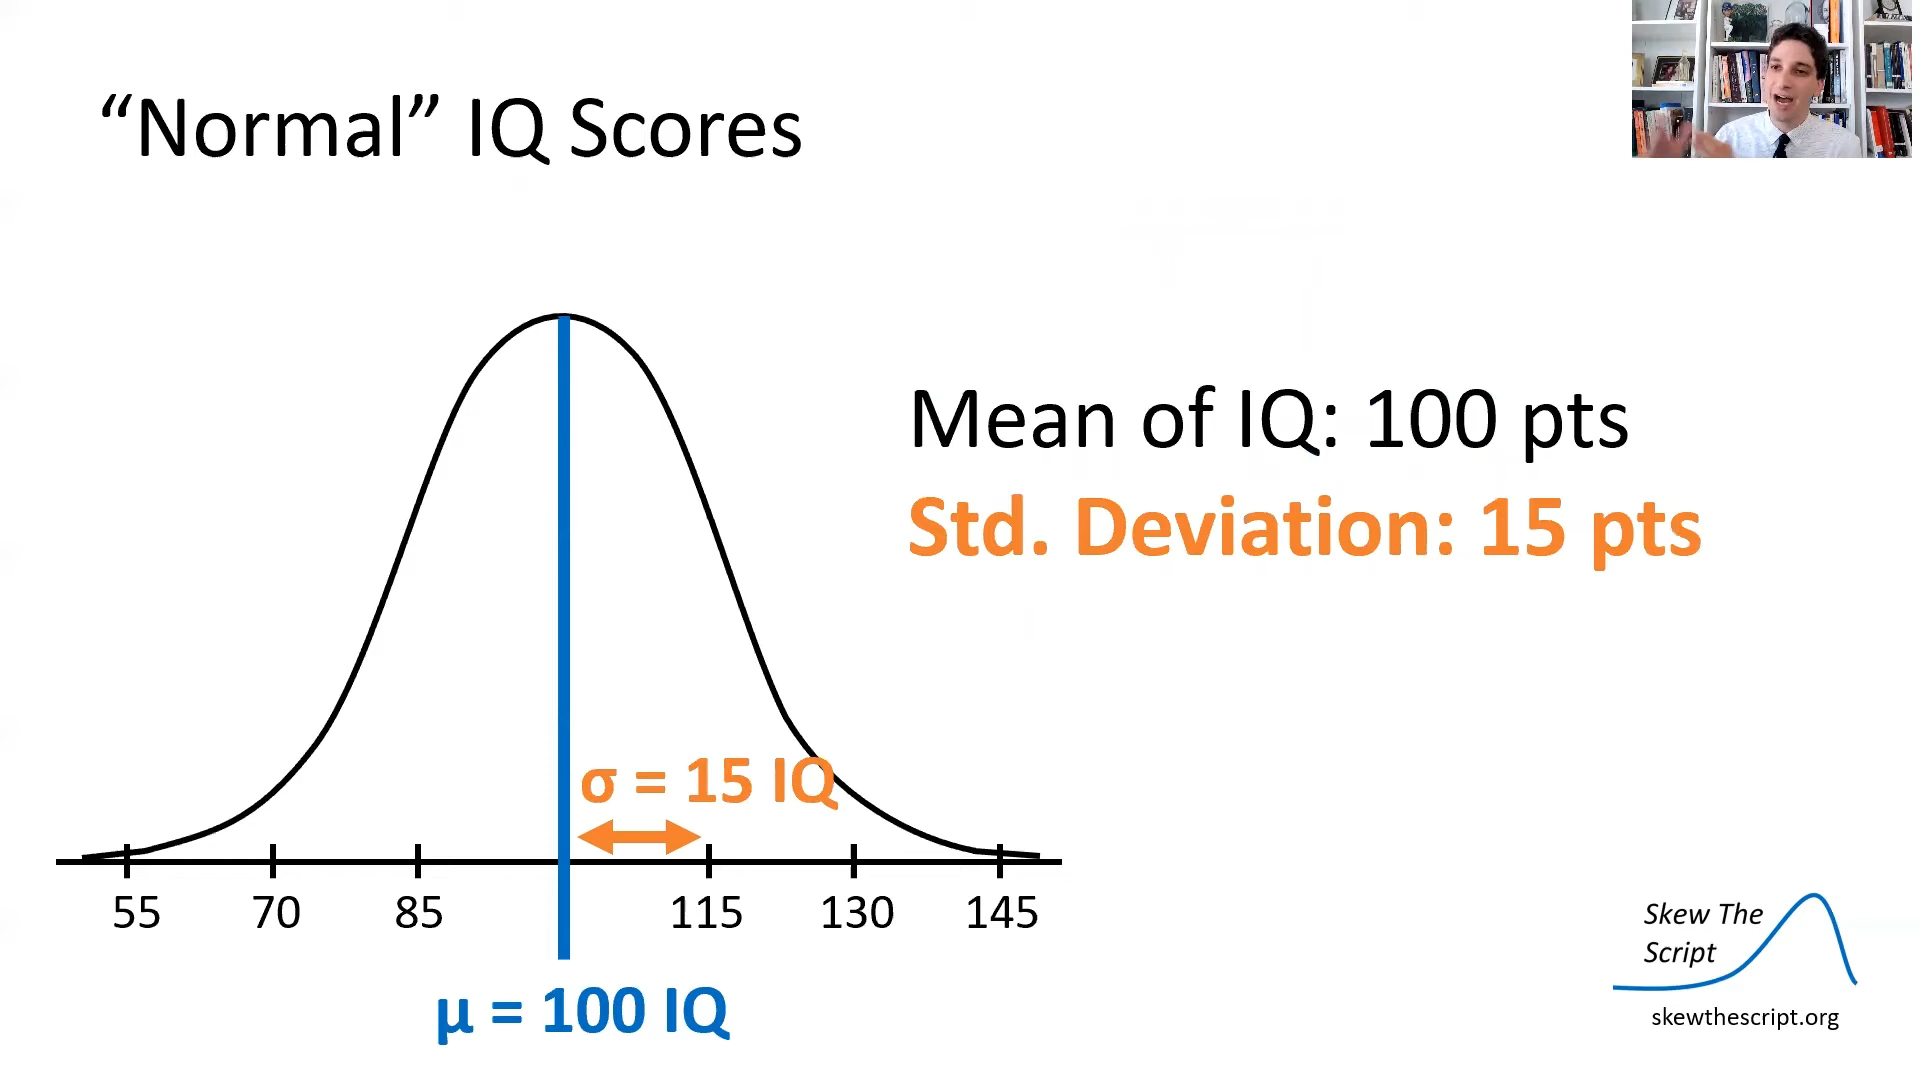 “Normal” IQ Scores
Mean of IQ: 100 pts
Std. Deviation: 15 pts
σ = 15 IQ
55 70 85 115 130 145
μ = 100 IQ
Skew The
Script
skewthescript.org